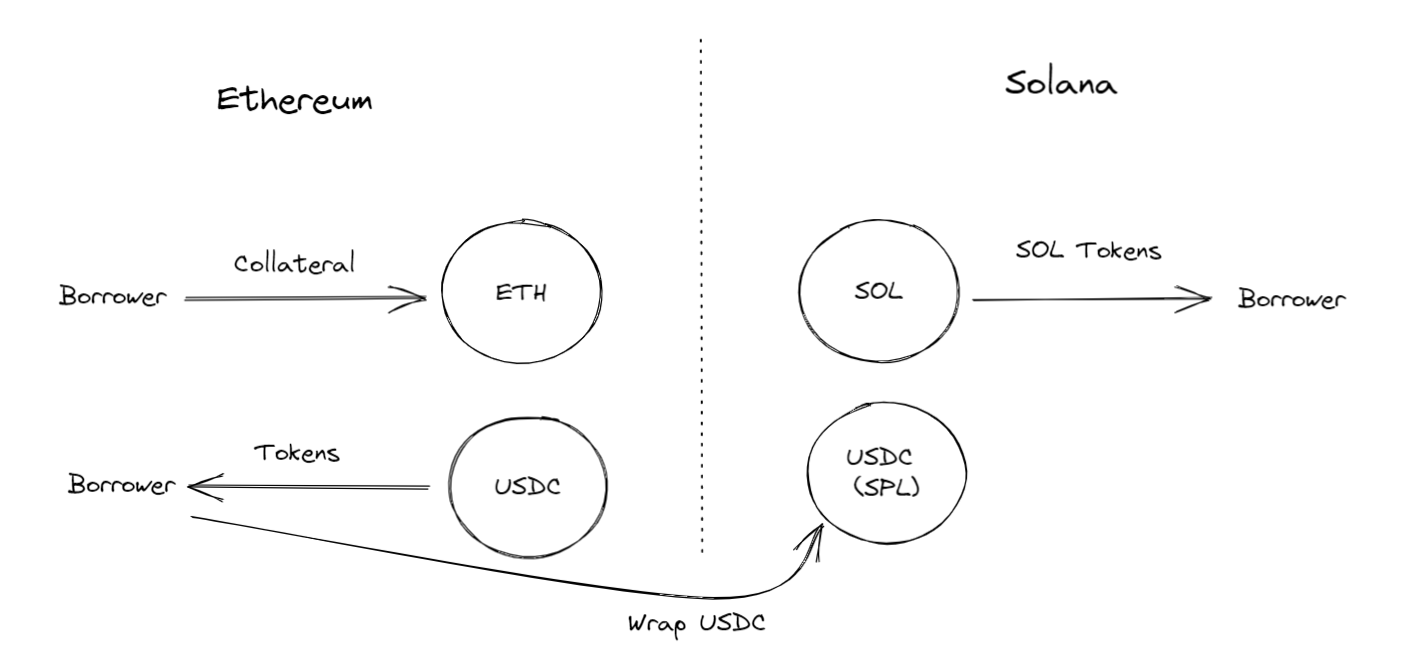 Ethereum
Solana
Collateral
Borrower
ETH
SOL
SOL Tokens
Borrower
Tokens
Borrower
USDC
USDC
(SPL)
Wrap USDC